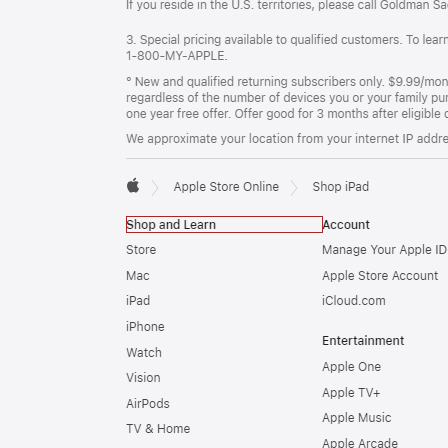 If you reside in the U.S. territories, please call Goldman Sa
3. Special pricing available to qualified customers. To lear
1-800-MY-APPLE.
° New and qualified returning subscribers only. $9.99/mon
regardless of the number of devices you or your family pur
one year free offer. Offer good for 3 months after eligible
We approximate your location from your internet IP addre
Apple Store Online
Shop iPad
Shop and Learn
Account
Store
Manage Your Apple ID
Mac
Apple Store Account
iPad
iCloud.com
iPhone
Entertainment
Watch
Apple One
Vision
Apple TV+
AirPods
Apple Music
TV & Home
Apple Arcade